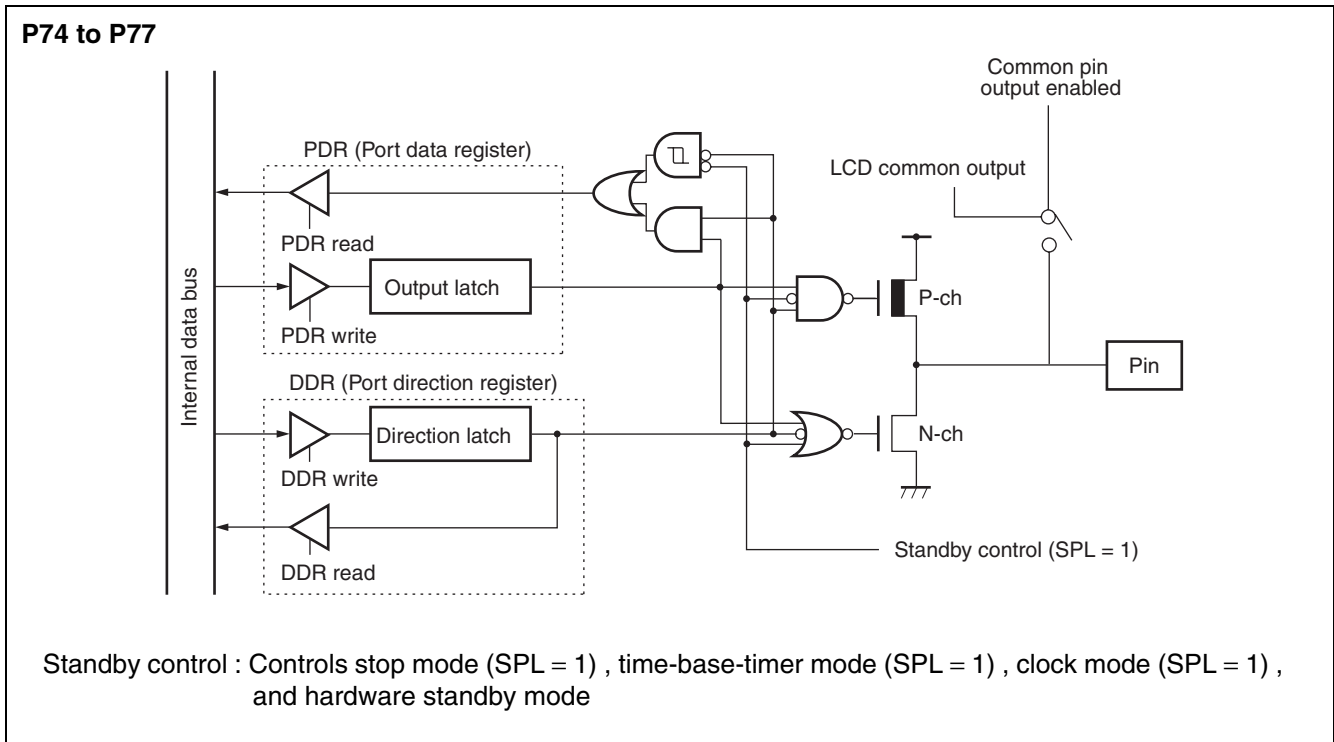 P74 to P77
Common pin
output enabled
PDR (Port data register)
LCD common output
PDR read
Internal data bus
Output latch
P-ch
PDR write
Pin
DDR (Port direction register)
Direction latch
N-ch
DDR write
Standby control (SPL = 1)
DDR read
Standby control : Controls stop mode (SPL = 1) , time-base-timer mode (SPL = 1) , clock mode (SPL = 1) ,
and hardware standby mode